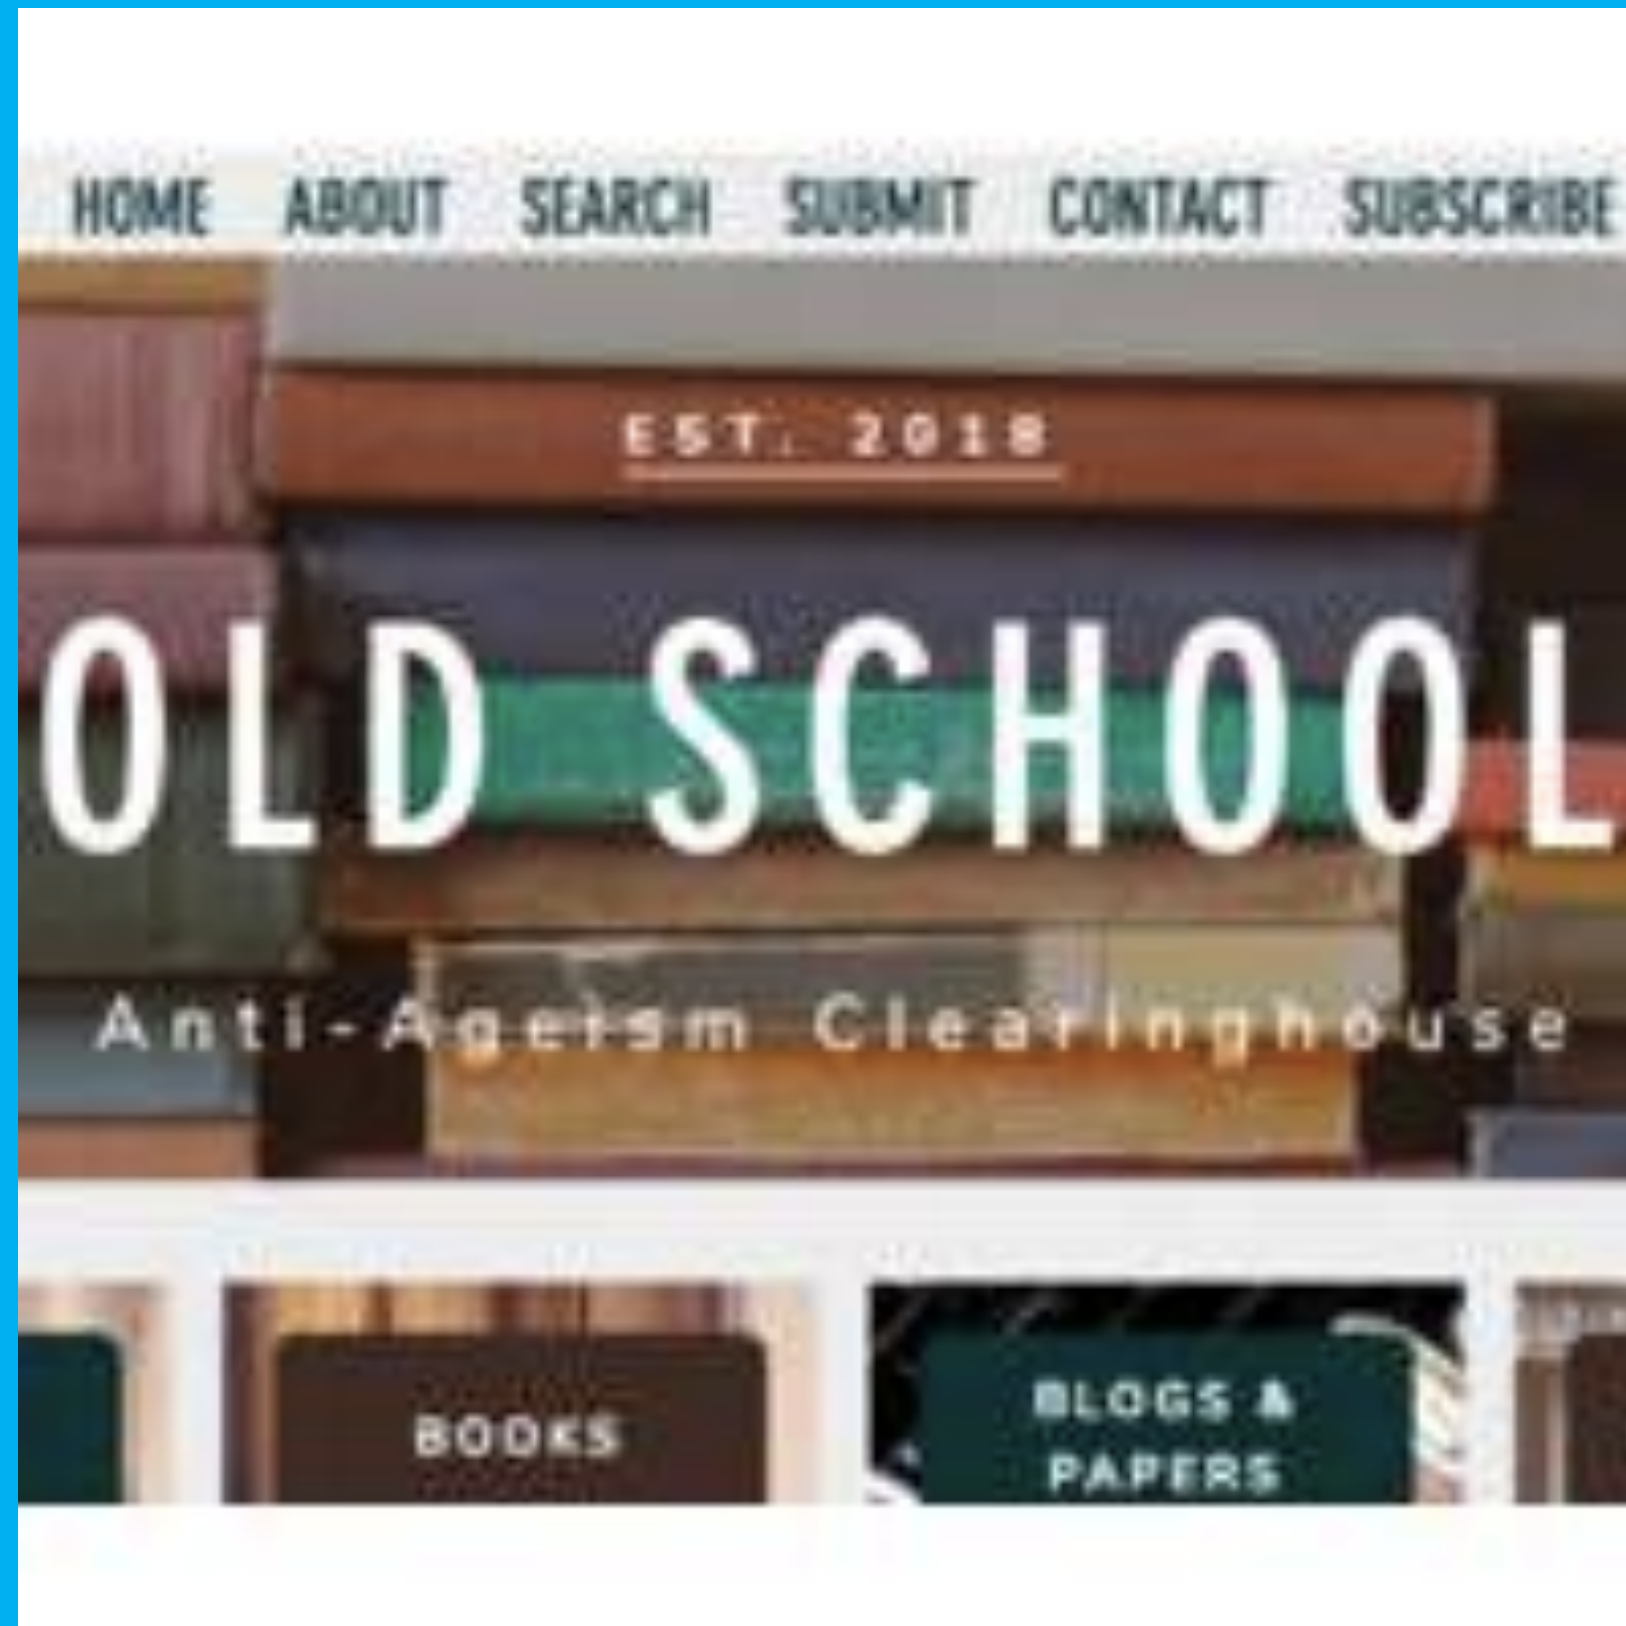 HOME ABOUT SEARCH SUBMIT CONTACT SUBSCRIBE
EST. 2018
OLD SCHOOL
Anti-Ageism Clearinghouse
BOOKS
BLOGS &
PAPERS